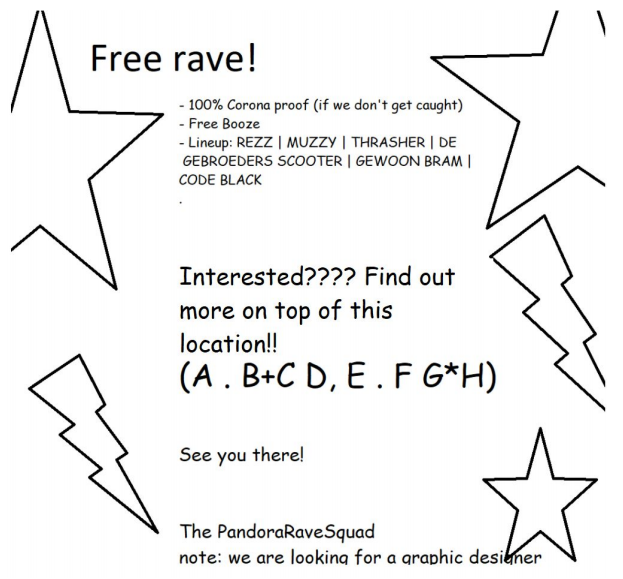 Free rave!
- 100% Corona proof (if we don't get caught)
- Free Booze
- Lineup: REZZ | MUZZY | THRASHER | DE
GEBROEDERS SCOOTER | GEWOON BRAM |
CODE BLACK
.
Interested???? Find out
more on top of this
location!!
(A . B+C D, E . F G*H)
See you there!
The PandoraRaveSquad
note: we are looking for a graphic designer